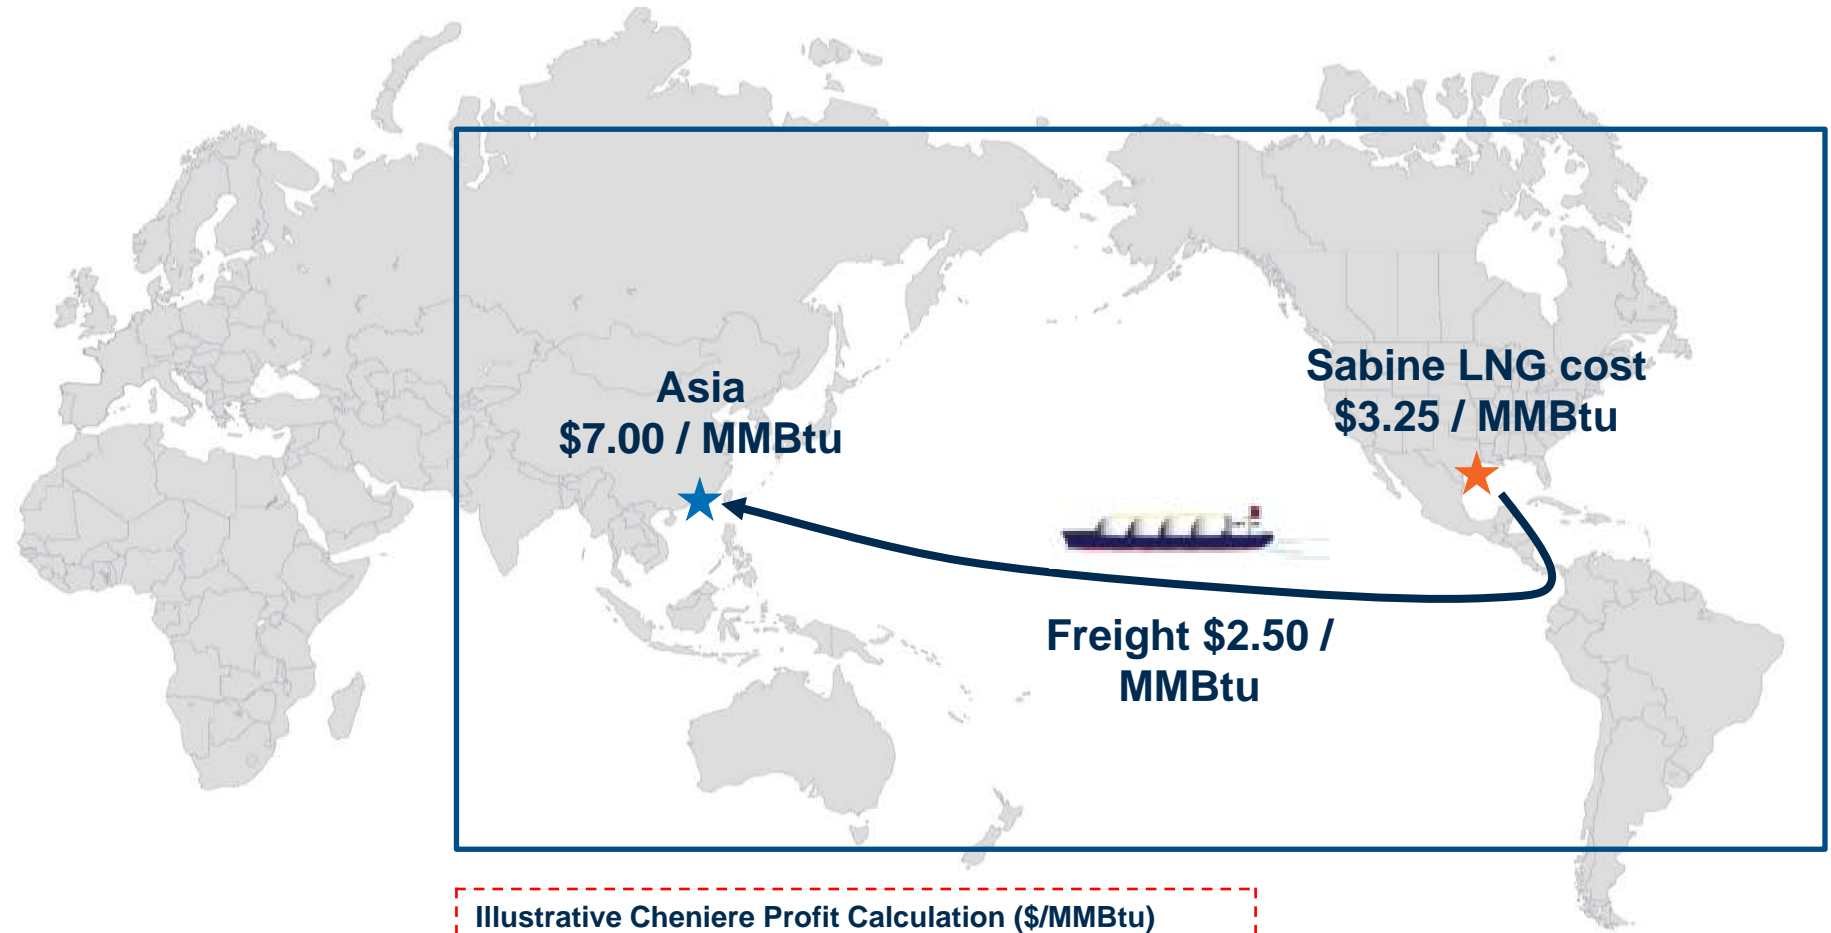 Asia
$7.00 / MMBtu
Sabine LNG cost
$3.25 / MMBtu
Freight $2.50 /
MMBtu
Illustrative Cheniere Profit Calculation ($/MMBtu)